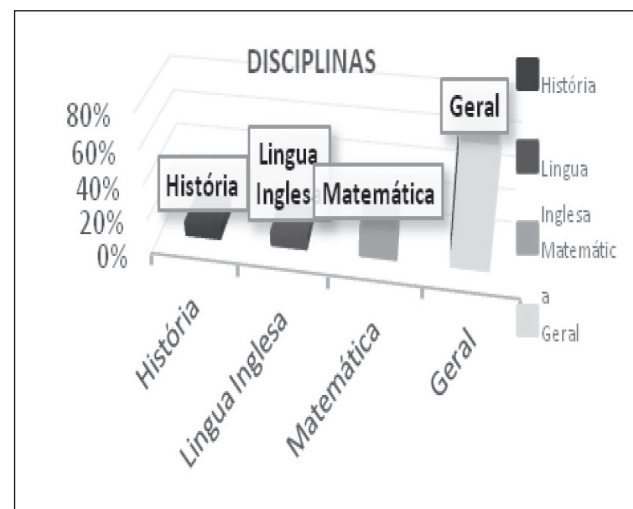 DISCIPLINAS
80%
60%
40%
20%
0%
História
Lingua
Inglesa
Matemática
Geral
História
Lingua Inglesa
Matemática
Geral
História
Lingua
Inglesa
Matemátic
a
Geral